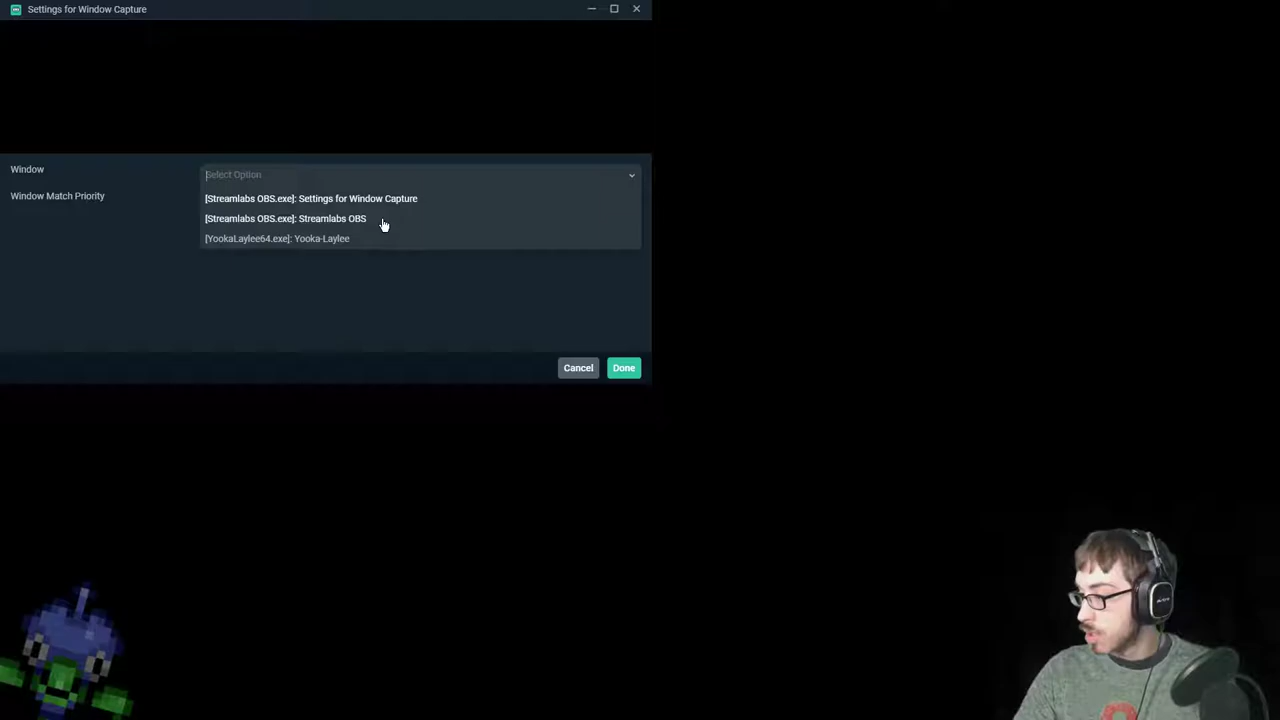 Settings for Window Capture
Window
Select Option
Window Match Priority
[Streamlabs OBS.exe]: Settings for Window Capture
[Streamlabs OBS.exe]: Streamlabs OBS
[YookaLaylee64.exe]: Yooka-Laylee
Cancel
Done